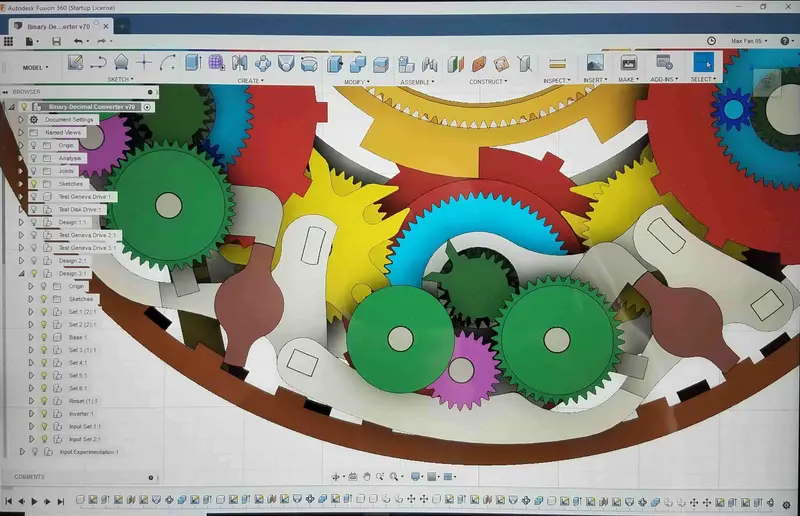 Autodesk Fusion 360 (Startup License)
Binary-De...erter v70
Max Fan 05
MODEL
SKETCH
CREATE
MODIFY
ASSEMBLE
CONSTRUCT
INSPECT
INSERT
MAKE
ADD-INS
SELECT
BROWSER
Binary-Decimal Converter v70
Document Settings
Named Views
Origin
Analysis
Joints
Sketches
Test Geneva Drive:1
Test Disk Drive:1
Design 1:1
Test Geneva Drive 2:1
Test Geneva Drive 3:1
Design 2:1
Design 3:1
Origin
Sketches
Set 1 (2):1
Set 2 (2):1
Base:1
Set 3 (1):1
Set 4:1
Set 5:1
Set 6:1
Reset (1):1
Inverter:1
Input Set 1:1
Input Set 2:1
Input Experimentation:1
COMMENTS